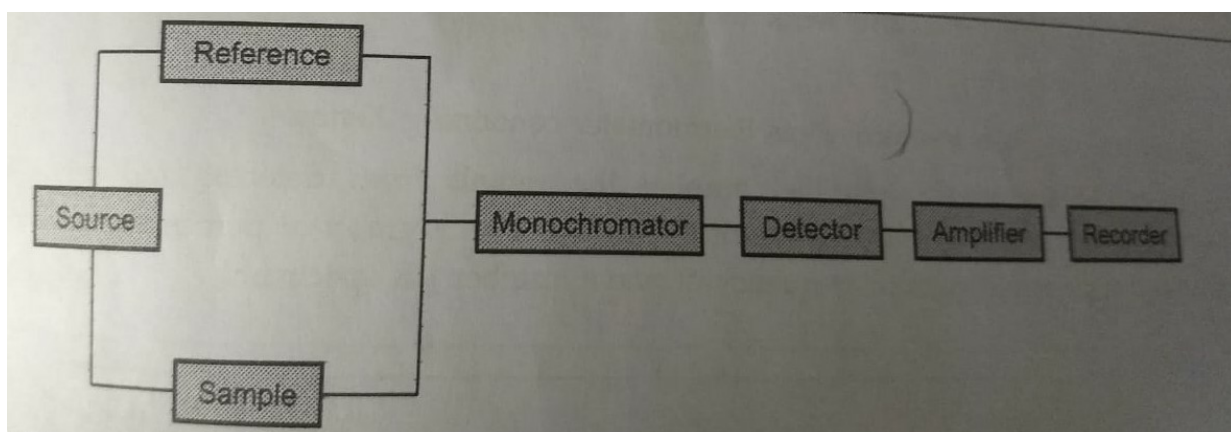 Reference
Source
Monochromator
Detector
Amplifier
Recorder
Sample